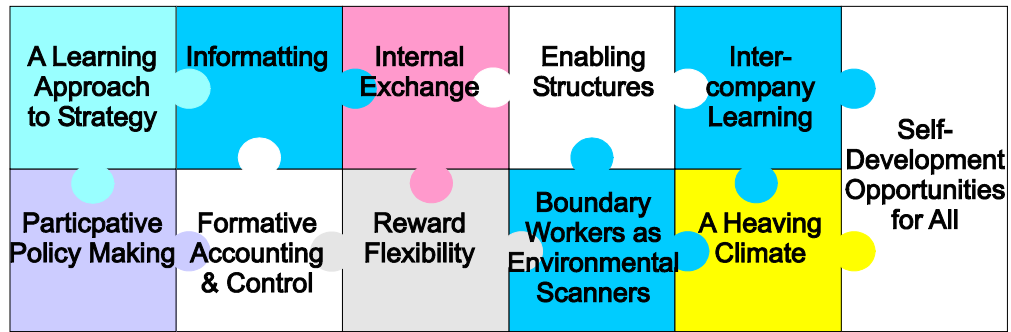 A Learning
Approach
to Strategy
Informatting
Internal
Exchange
Enabling
Structures
Inter-
company
Learning
Self-
Development
Opportunities
for All
Particpative
Policy Making
Formative
Accounting
& Control
Reward
Flexibility
Boundary
Workers as
Environmental
Scanners
A Heaving
Climate